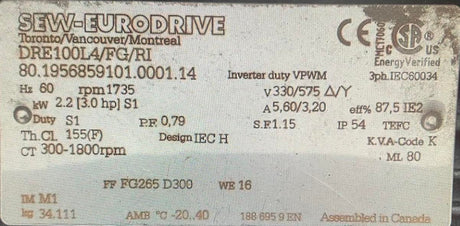 SEW-EURODRIVE
Toronto/Vancouver/Montreal
DRE100L4/FG/RI
80.1956859101.0001.14 Inverter duty VPWM
Energy Verified
3ph.IEC60034
Hz 60 rpm 1735 V 330/575 Δ/Y
kW 2.2 [3.0 hp] S1 A 5,60/3,20 eff% 87,5 IE2
Duty S1 P.F 0,79 S.F1.15 IP 54 TEFC
Th.Cl. 155(F) Design IEC H K.V.A-Code K
CT 300-1800rpm ML 80
FF FG265 D300 WE 16
IM M1
kg 34.111 AMB °C -20..40 188 695 9 EN Assembled in Canada